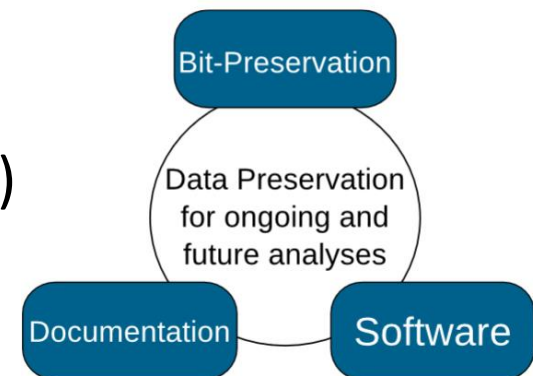 Bit-Preservation
)
Data Preservation
for ongoing and
future analyses
Documentation
Software